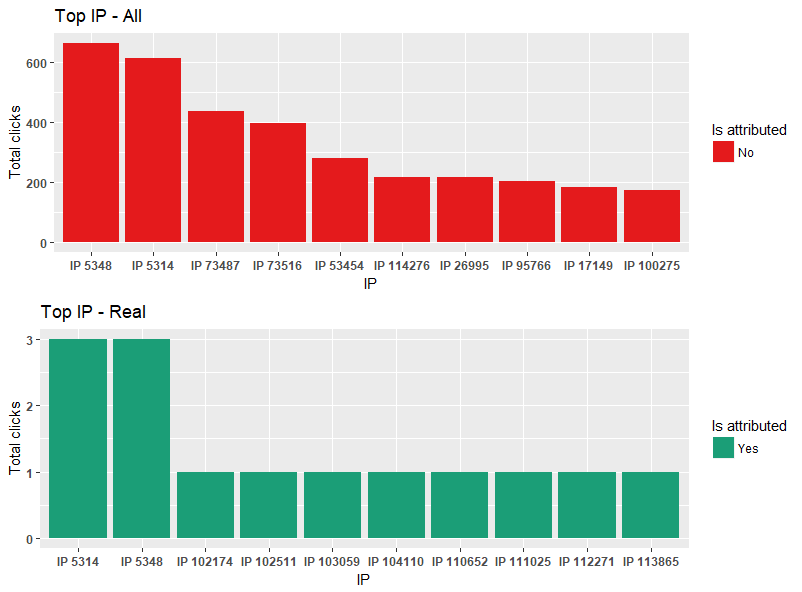 Top IP - All
Total clicks
600
400
200
0
IP 5348 IP 5314 IP 73487 IP 73516 IP 53454 IP 114276 IP 26995 IP 95766 IP 17149 IP 100275
IP
Is attributed
No
Top IP - Real
Total clicks
3
2
1
0
IP 5314 IP 5348 IP 102174 IP 102511 IP 103059 IP 104110 IP 110652 IP 111025 IP 112271 IP 113865
IP
Is attributed
Yes